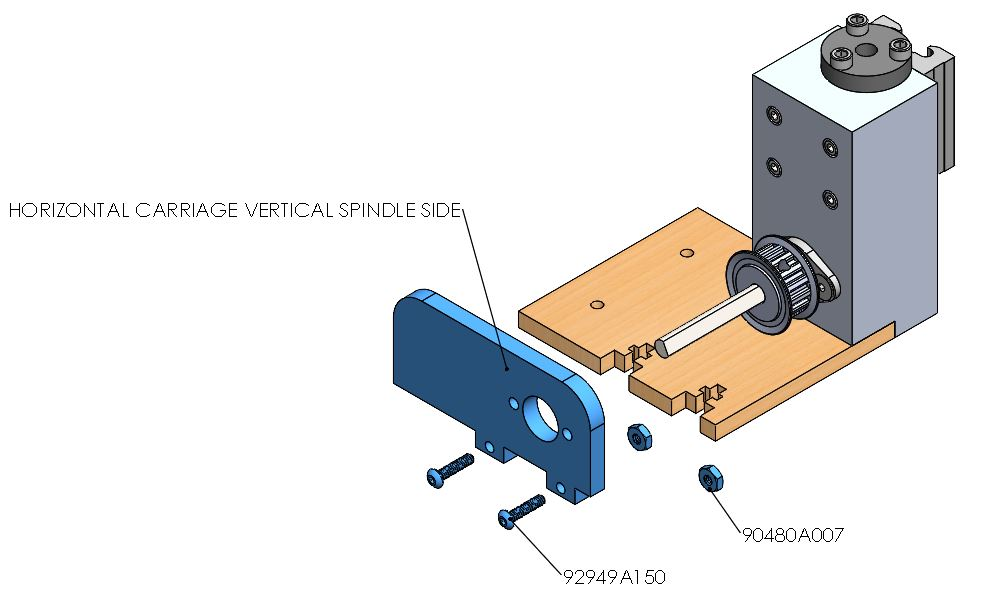 HORIZONTAL CARRIAGE VERTICAL SPINDLE SIDE
90480A007
92949A150